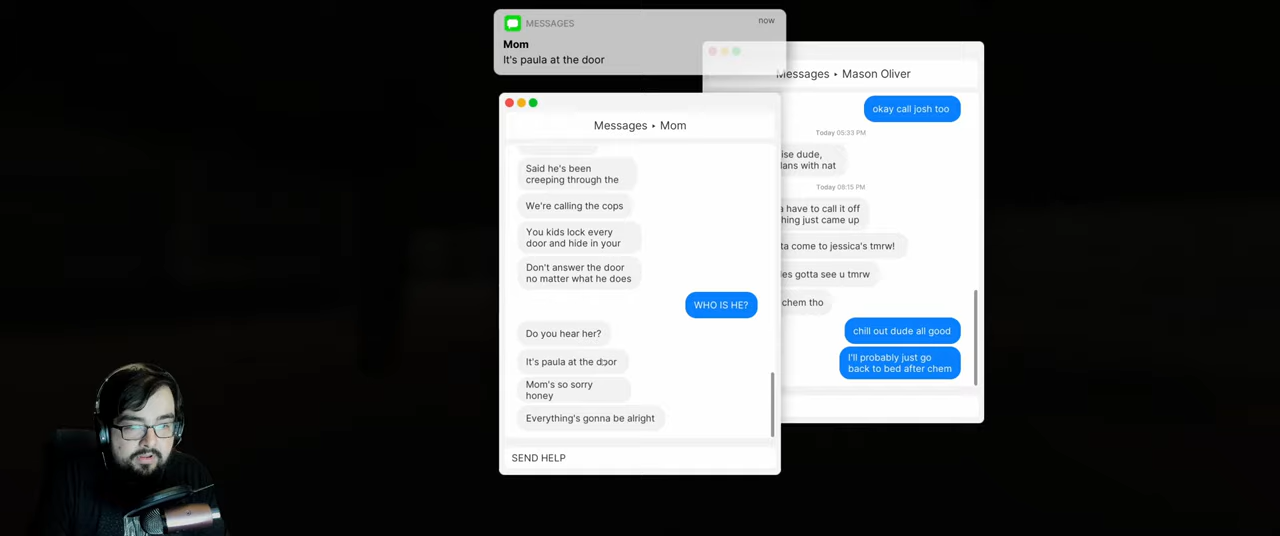 MESSAGES
now
Mom
It's paula at the door
Messages ▸ Mom
Said he's been
creeping through the
We're calling the cops
You kids lock every
door and hide in your
Don't answer the door
no matter what he does
WHO IS HE?
Do you hear her?
It's paula at the door
Mom's so sorry
honey
Everything's gonna be alright
SEND HELP
Messages ▸ Mason Oliver
okay call josh too
Today 05:33 PM
ise dude,
lans with nat
Today 08:15 PM
a have to call it off
hing just came up
ta come to jessica's tmrw!
es gotta see u tmrw
chem tho
chill out dude all good
I'll probably just go
back to bed after chem